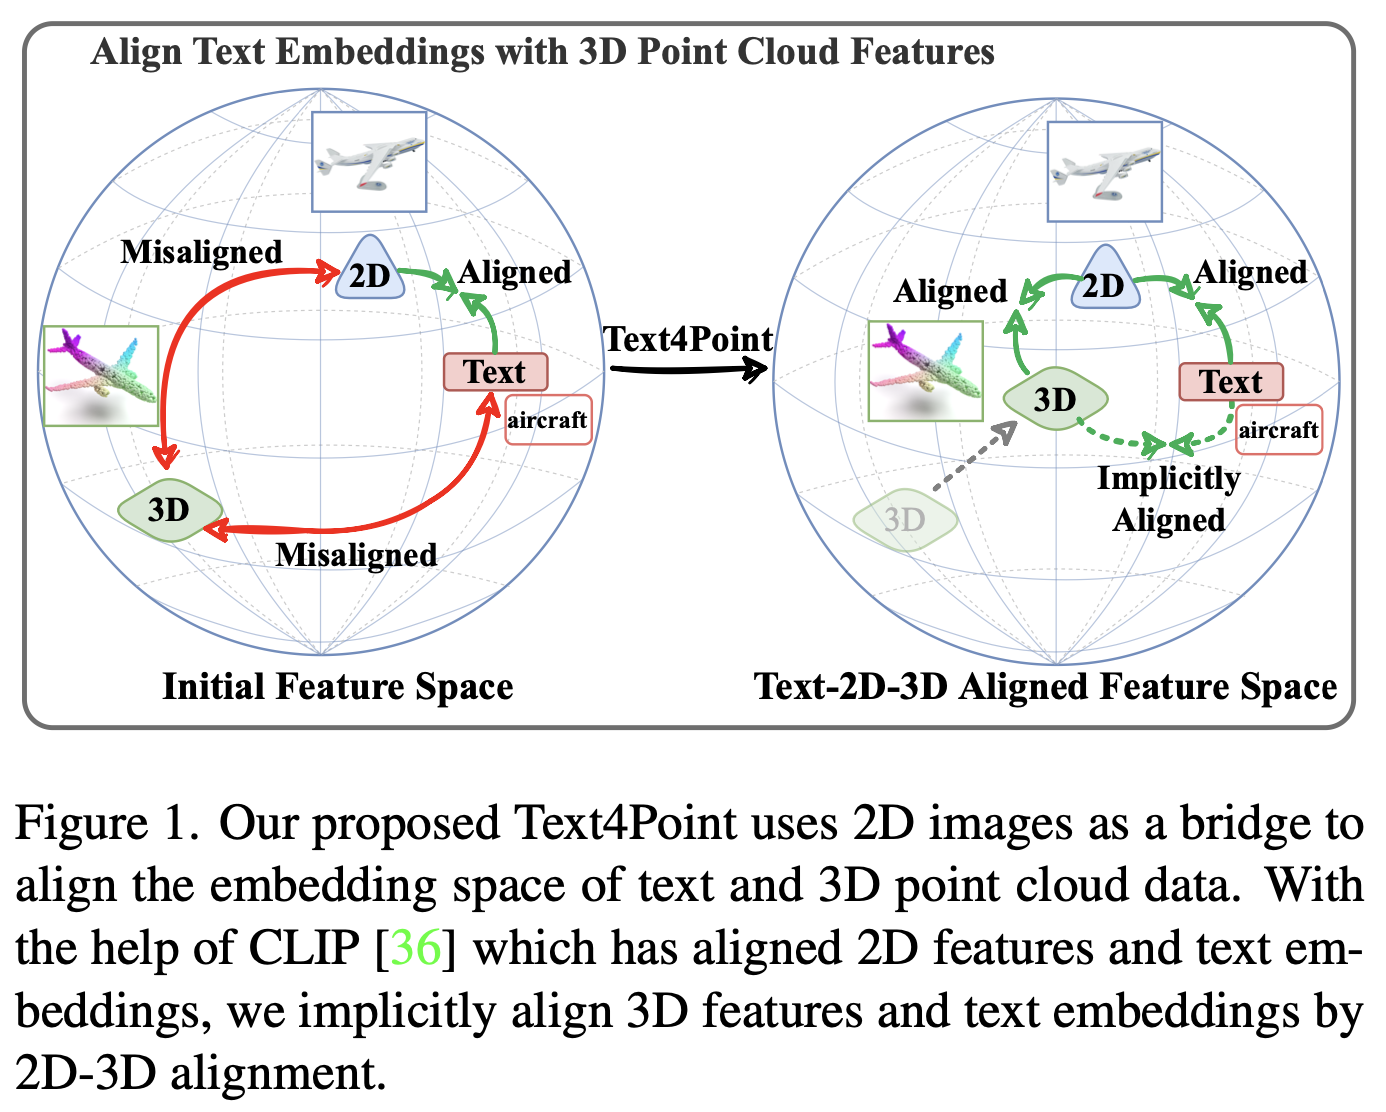 Align Text Embeddings with 3D Point Cloud Features
Misaligned
2D
Aligned
Text
aircraft
3D
Misaligned
Initial Feature Space
Text4Point
Aligned
2D
Aligned
3D
Text
aircraft
3D
Implicitly
Aligned
Text-2D-3D Aligned Feature Space
Figure 1. Our proposed Text4Point uses 2D images as a bridge to
align the embedding space of text and 3D point cloud data. With
the help of CLIP [36] which has aligned 2D features and text em-
beddings, we implicitly align 3D features and text embeddings by
2D-3D alignment.